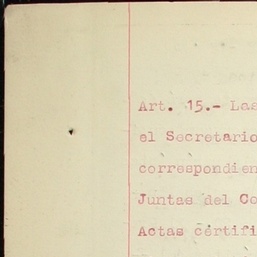 Art. 15.- Las
el Secretario
correspondien
Juntas del Co
Actas certifi